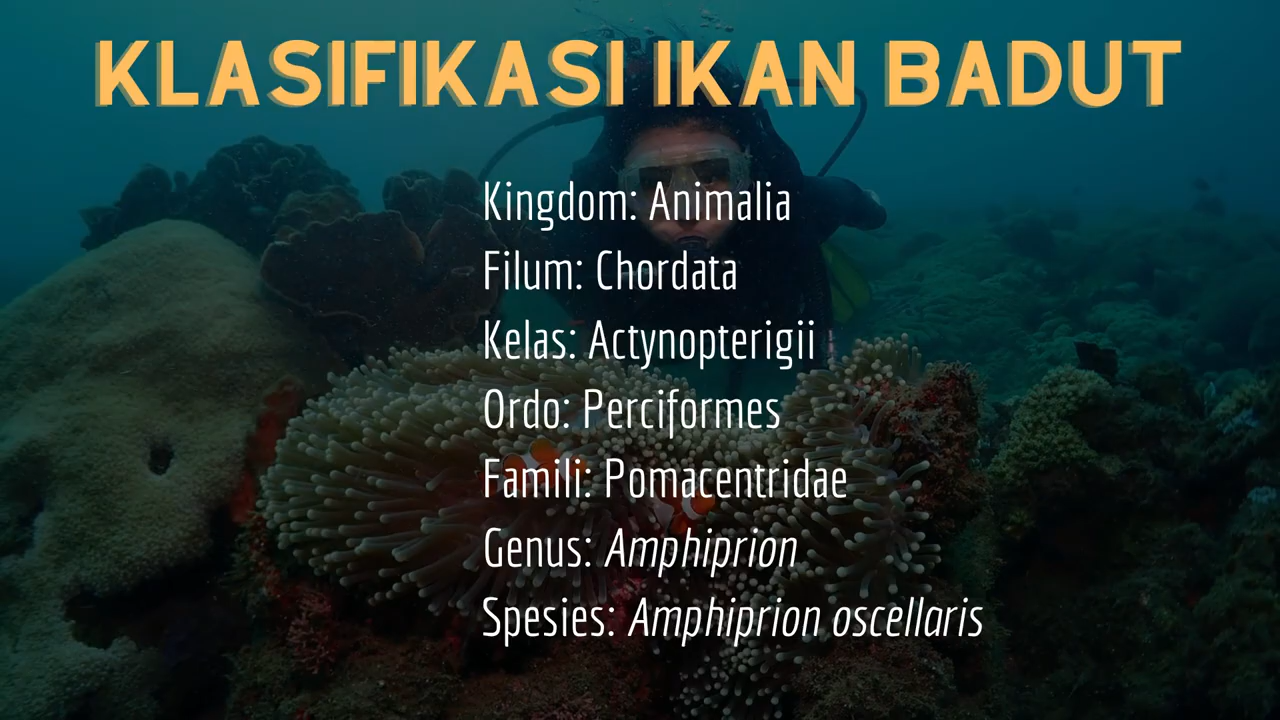 KLASIFIKASI IKAN BADUT
Kingdom: Animalia
Filum: Chordata
Kelas: Actynopterigii
Ordo: Perciformes
Famili: Pomacentridae
Genus: Amphiprion
Spesies: Amphiprion oscellaris